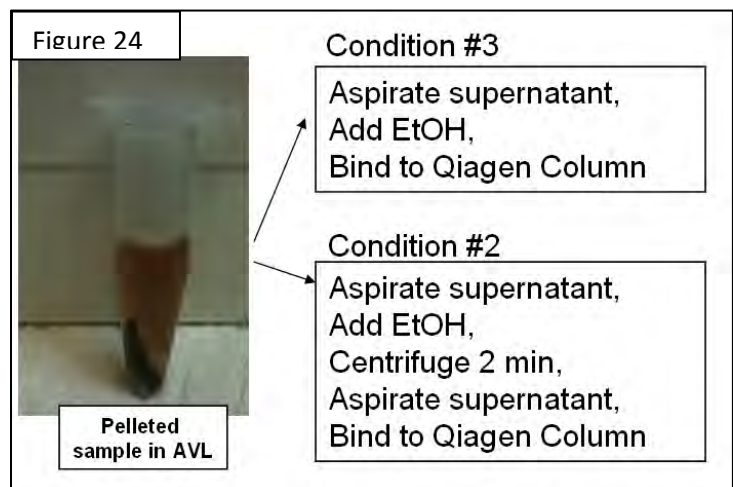 Figure 24
Condition #3
Aspirate supernatant,
Add EtOH,
Bind to Qiagen Column
Condition #2
Aspirate supernatant,
Add EtOH,
Centrifuge 2 min,
Aspirate supernatant,
Bind to Qiagen Column
Pelleted
sample in AVL